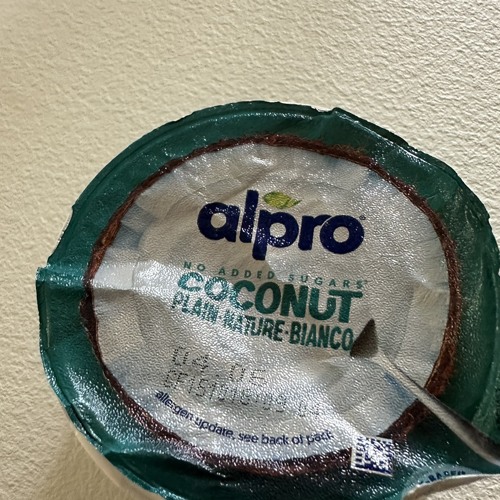 alpro
NO ADDED SUGARS
COCONUT
PLAIN·NATURE·BIANCO
04 05
allergen update, see back of pack